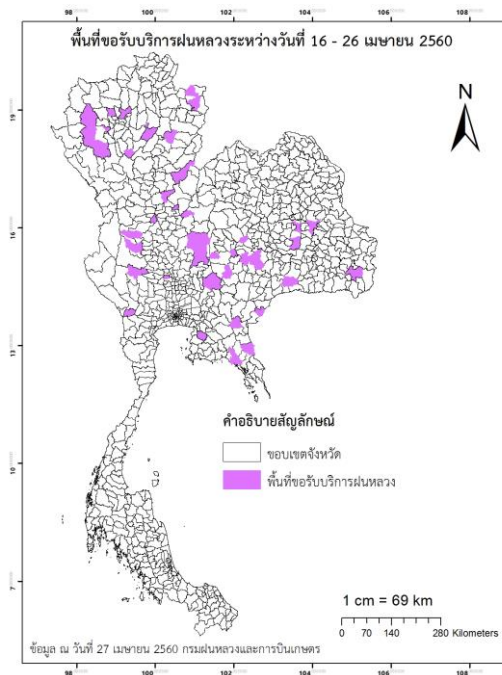 พื้นที่ขอรับบริการฝนหลวงระหว่างวันที่ 16 - 26 เมษายน 2560
98 100 102 104 106 108
N
19
16
13
10
7
คำอธิบายสัญลักษณ์
ขอบเขตจังหวัด
พื้นที่ขอรับบริการฝนหลวง
1 cm = 69 km
0 70 140 280 Kilometers
ข้อมูล ณ วันที่ 27 เมษายน 2560 กรมฝนหลวงและการบินเกษตร
98 100 102 104 106 108